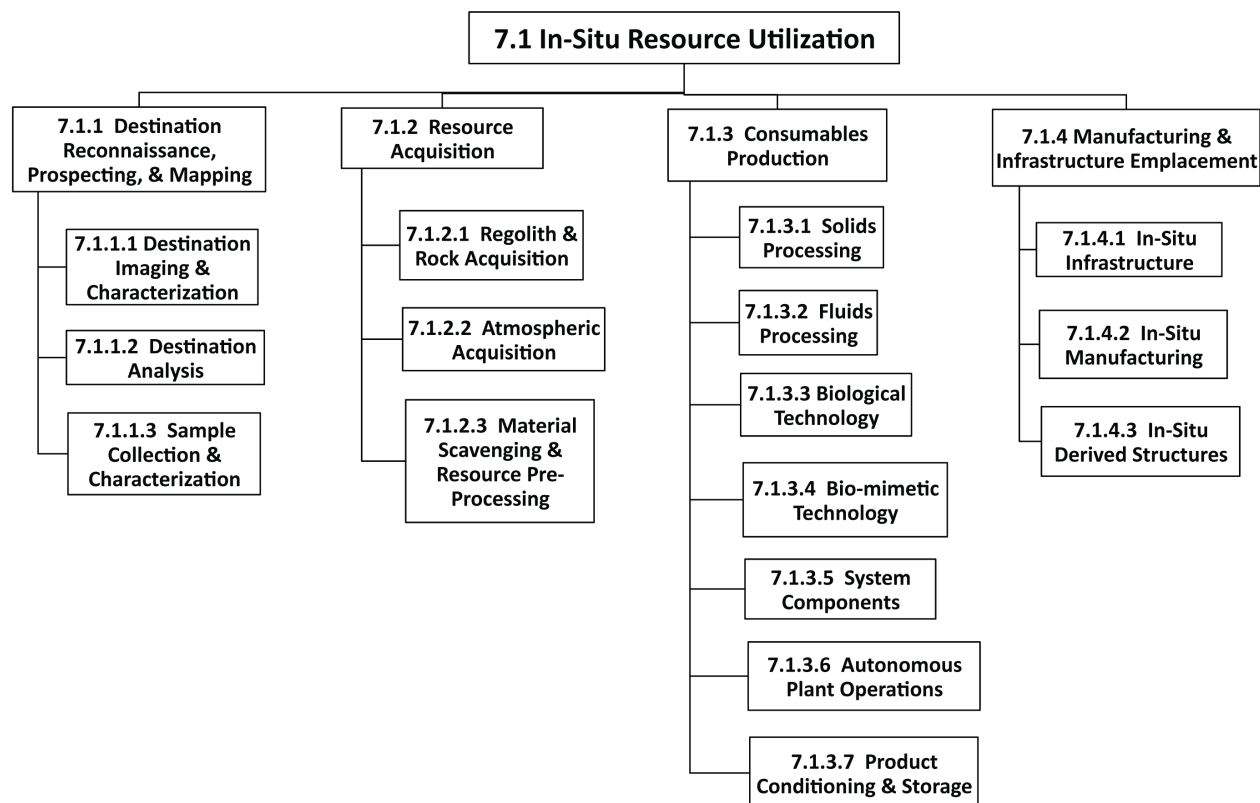 7.1 In-Situ Resource Utilization
7.1.1 Destination
Reconnaissance,
Prospecting, & Mapping
7.1.1.1 Destination
Imaging &
Characterization
7.1.1.2 Destination
Analysis
7.1.1.3 Sample
Collection &
Characterization
7.1.2 Resource
Acquisition
7.1.2.1 Regolith &
Rock Acquisition
7.1.2.2 Atmospheric
Acquisition
7.1.2.3 Material
Scavenging &
Resource Pre-
Processing
7.1.3 Consumables
Production
7.1.3.1 Solids
Processing
7.1.3.2 Fluids
Processing
7.1.3.3 Biological
Technology
7.1.3.4 Bio-mimetic
Technology
7.1.3.5 System
Components
7.1.3.6 Autonomous
Plant Operations
7.1.3.7 Product
Conditioning & Storage
7.1.4 Manufacturing &
Infrastructure Emplacement
7.1.4.1 In-Situ
Infrastructure
7.1.4.2 In-Situ
Manufacturing
7.1.4.3 In-Situ
Derived Structures